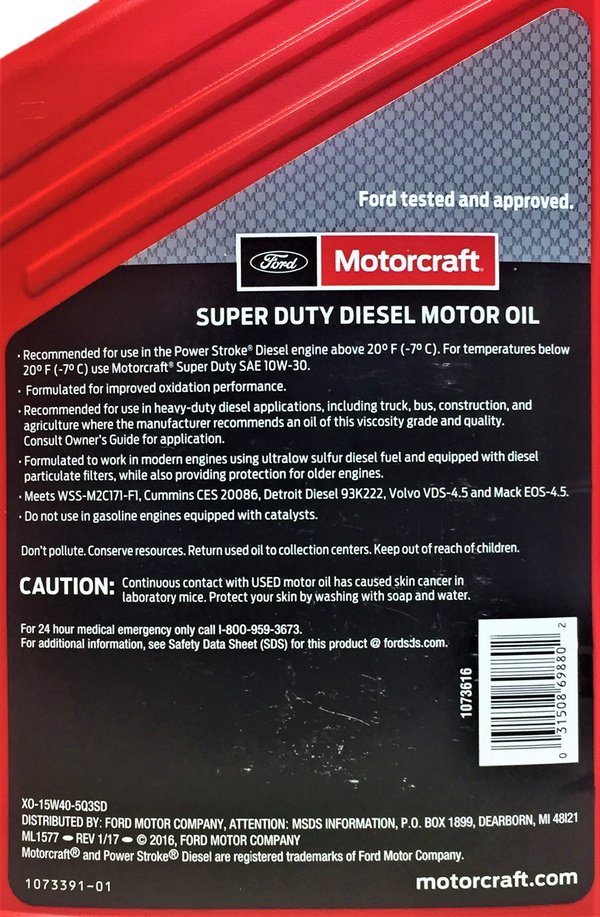 Ford tested and approved.
Ford Motorcraft®
SUPER DUTY DIESEL MOTOR OIL
· Recommended for use in the Power Stroke® Diesel engine above 20º F (-7º C). For temperatures below
20º F (-7º C) use Motorcraft® Super Duty SAE 10W-30.
· Formulated for improved oxidation performance.
· Recommended for use in heavy-duty diesel applications, including truck, bus, construction, and
agriculture where the manufacturer recommends an oil of this viscosity grade and quality.
Consult Owner's Guide for application.
· Formulated to work in modern engines using ultralow sulfur diesel fuel and equipped with diesel
particulate filters, while also providing protection for older engines.
· Meets WSS-M2C171-F1, Cummins CES 20086, Detroit Diesel 93K222, Volvo VDS-4.5 and Mack EOS-4.5.
· Do not use in gasoline engines equipped with catalysts.
Don't pollute. Conserve resources. Return used oil to collection centers. Keep out of reach of children.
CAUTION: Continuous contact with USED motor oil has caused skin cancer in
laboratory mice. Protect your skin by washing with soap and water.
For 24 hour medical emergency only call 1-800-959-3673.
For additional information, see Safety Data Sheet (SDS) for this product @ fordsds.com.
1073616
0 31508 69880 2
XO-15W40-5Q3SD
DISTRIBUTED BY: FORD MOTOR COMPANY, ATTENTION: MSDS INFORMATION, P.O. BOX 1899, DEARBORN, MI 48121
ML1577 – REV 1/17 – © 2016, FORD MOTOR COMPANY
Motorcraft® and Power Stroke® Diesel are registered trademarks of Ford Motor Company.
1073391-01
motorcraft.com